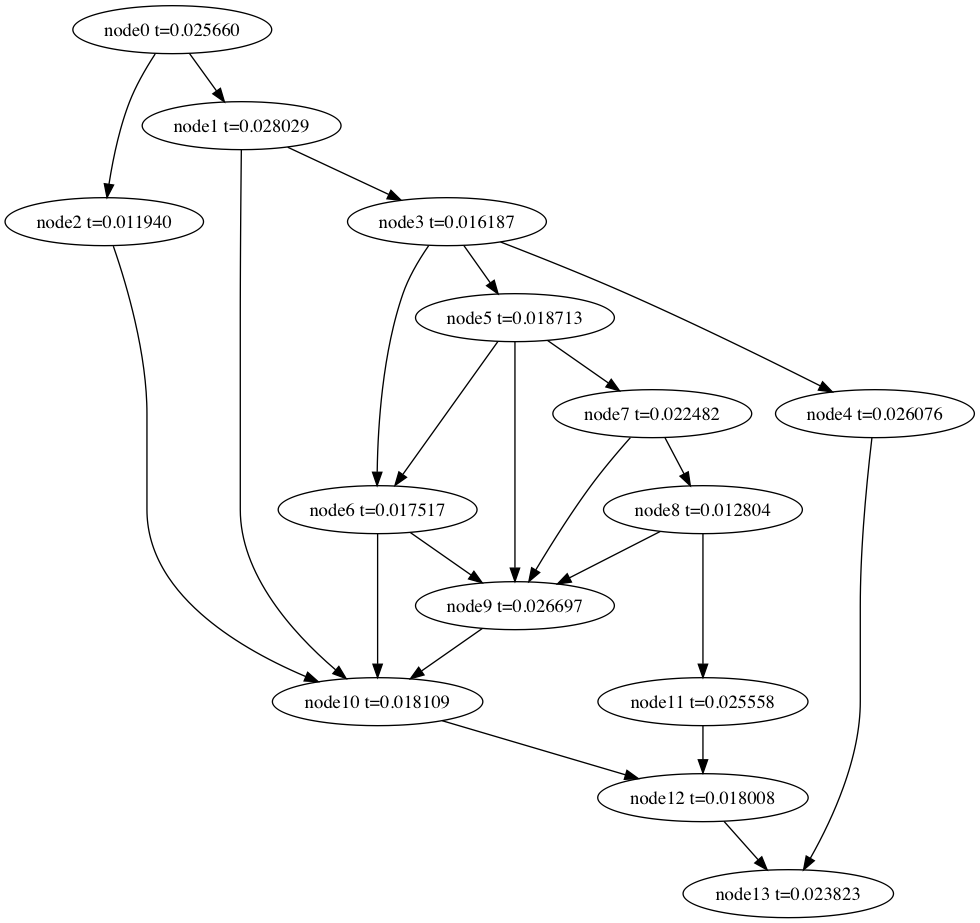 node0 t=0.025660
node1 t=0.028029
node2 t=0.011940
node3 t=0.016187
node5 t=0.018713
node7 t=0.022482
node4 t=0.026076
node6 t=0.017517
node8 t=0.012804
node9 t=0.026697
node10 t=0.018109
node11 t=0.025558
node12 t=0.018008
node13 t=0.023823